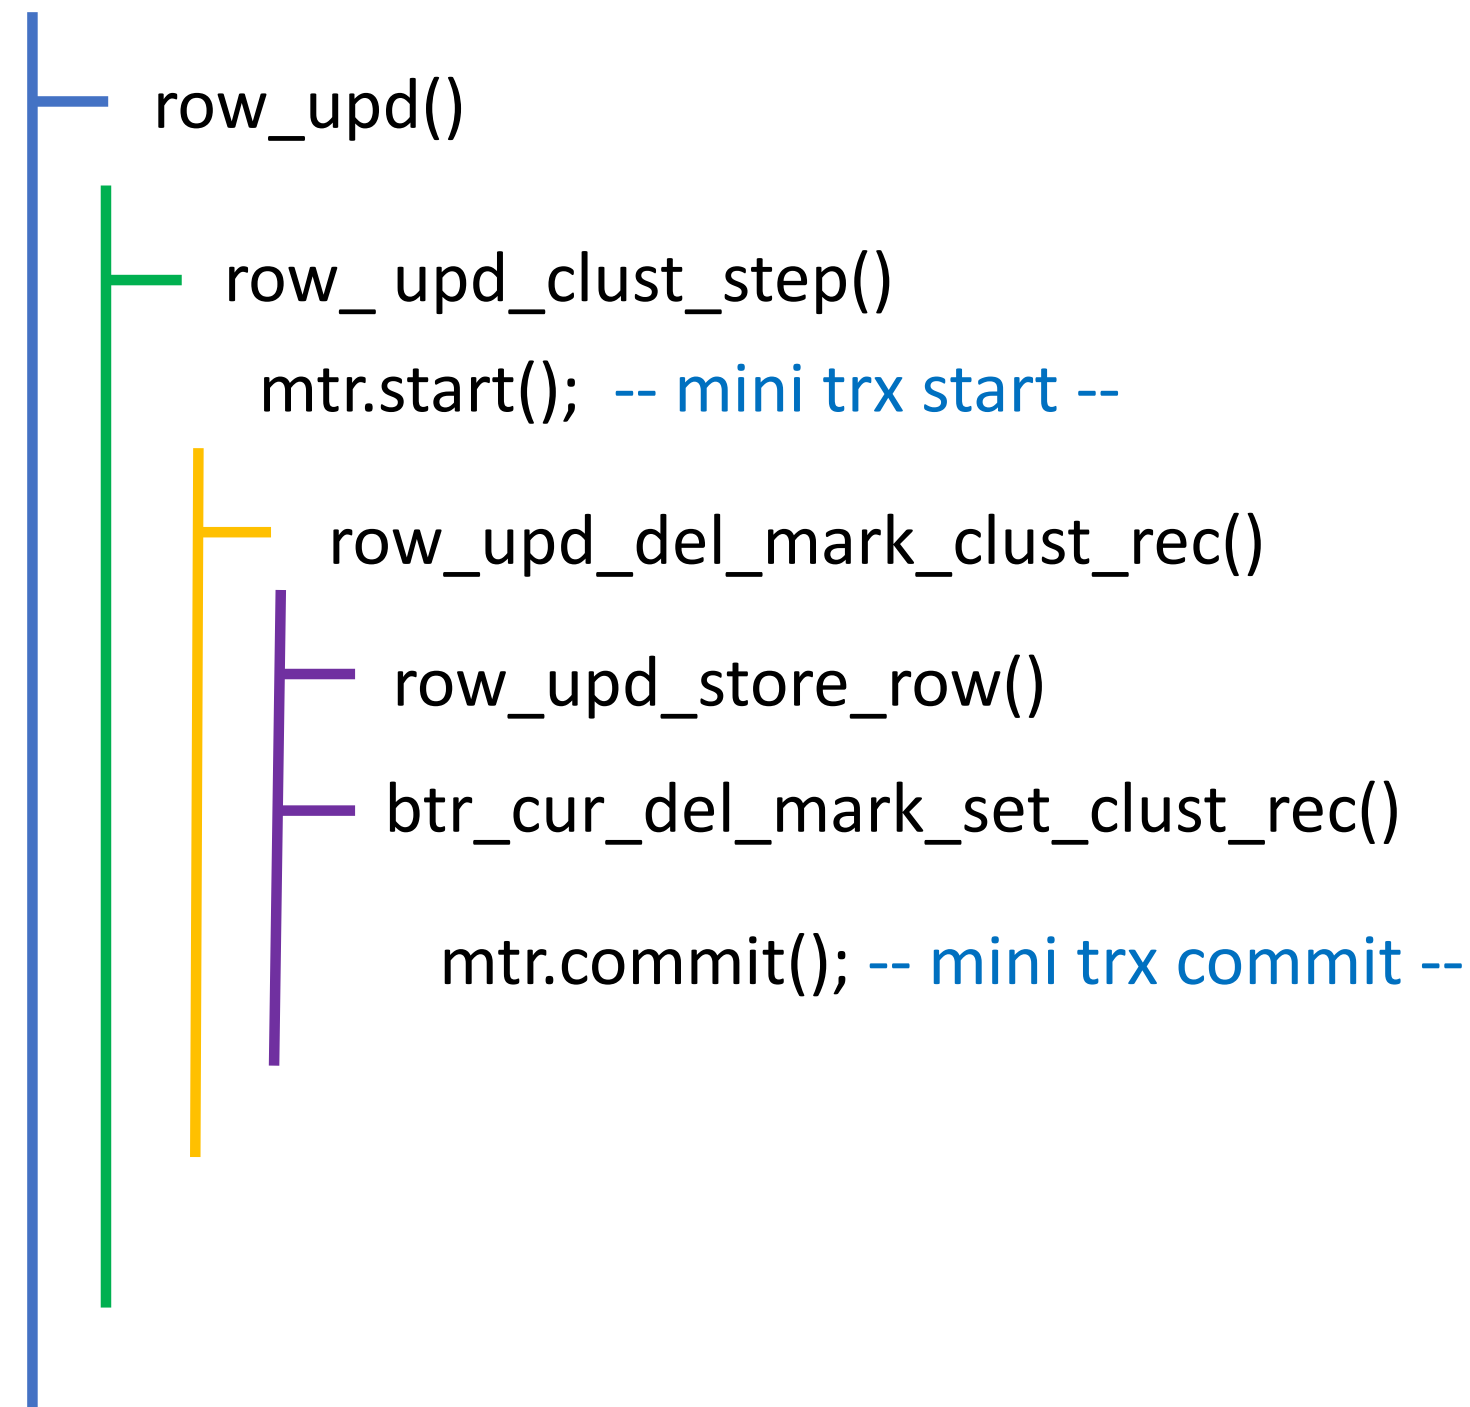 row_upd()
row_ upd_clust_step()
mtr.start(); -- mini trx start --
row_upd_del_mark_clust_rec()
row_upd_store_row()
btr_cur_del_mark_set_clust_rec()
mtr.commit(); -- mini trx commit --